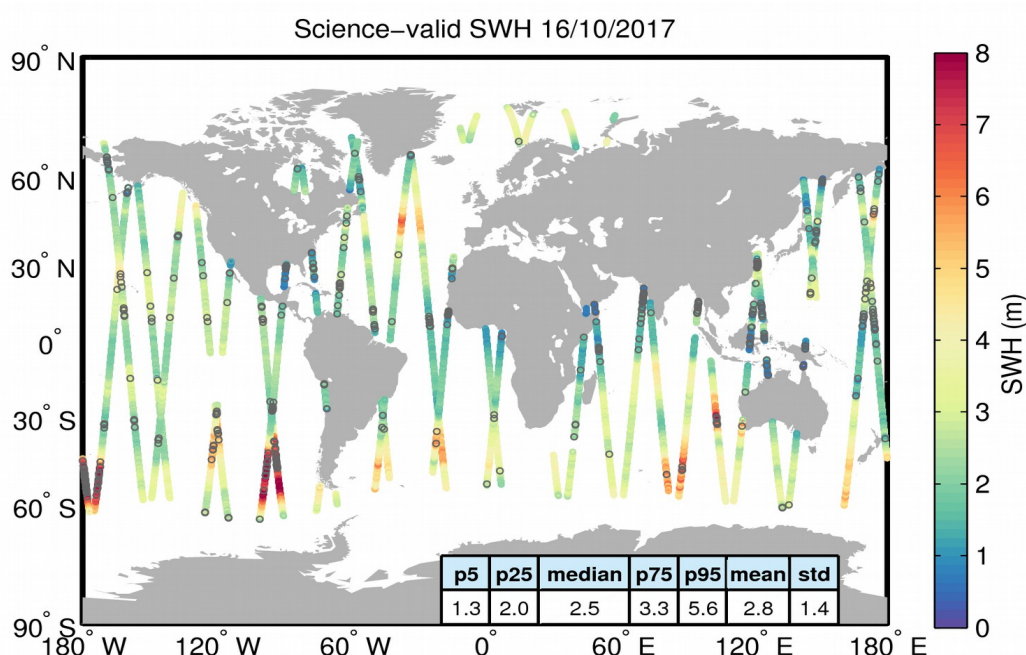 Science−valid SWH 16/10/2017
90° N
60° N
30° N
0°
30° S
60° S
90° S
180° W
120° W
60° W
0°
60° E
120° E
180° E
p5 p25 median p75 p95 mean std
1.3 2.0 2.5 3.3 5.6 2.8 1.4
8
7
6
5
4
3
2
1
0
SWH (m)